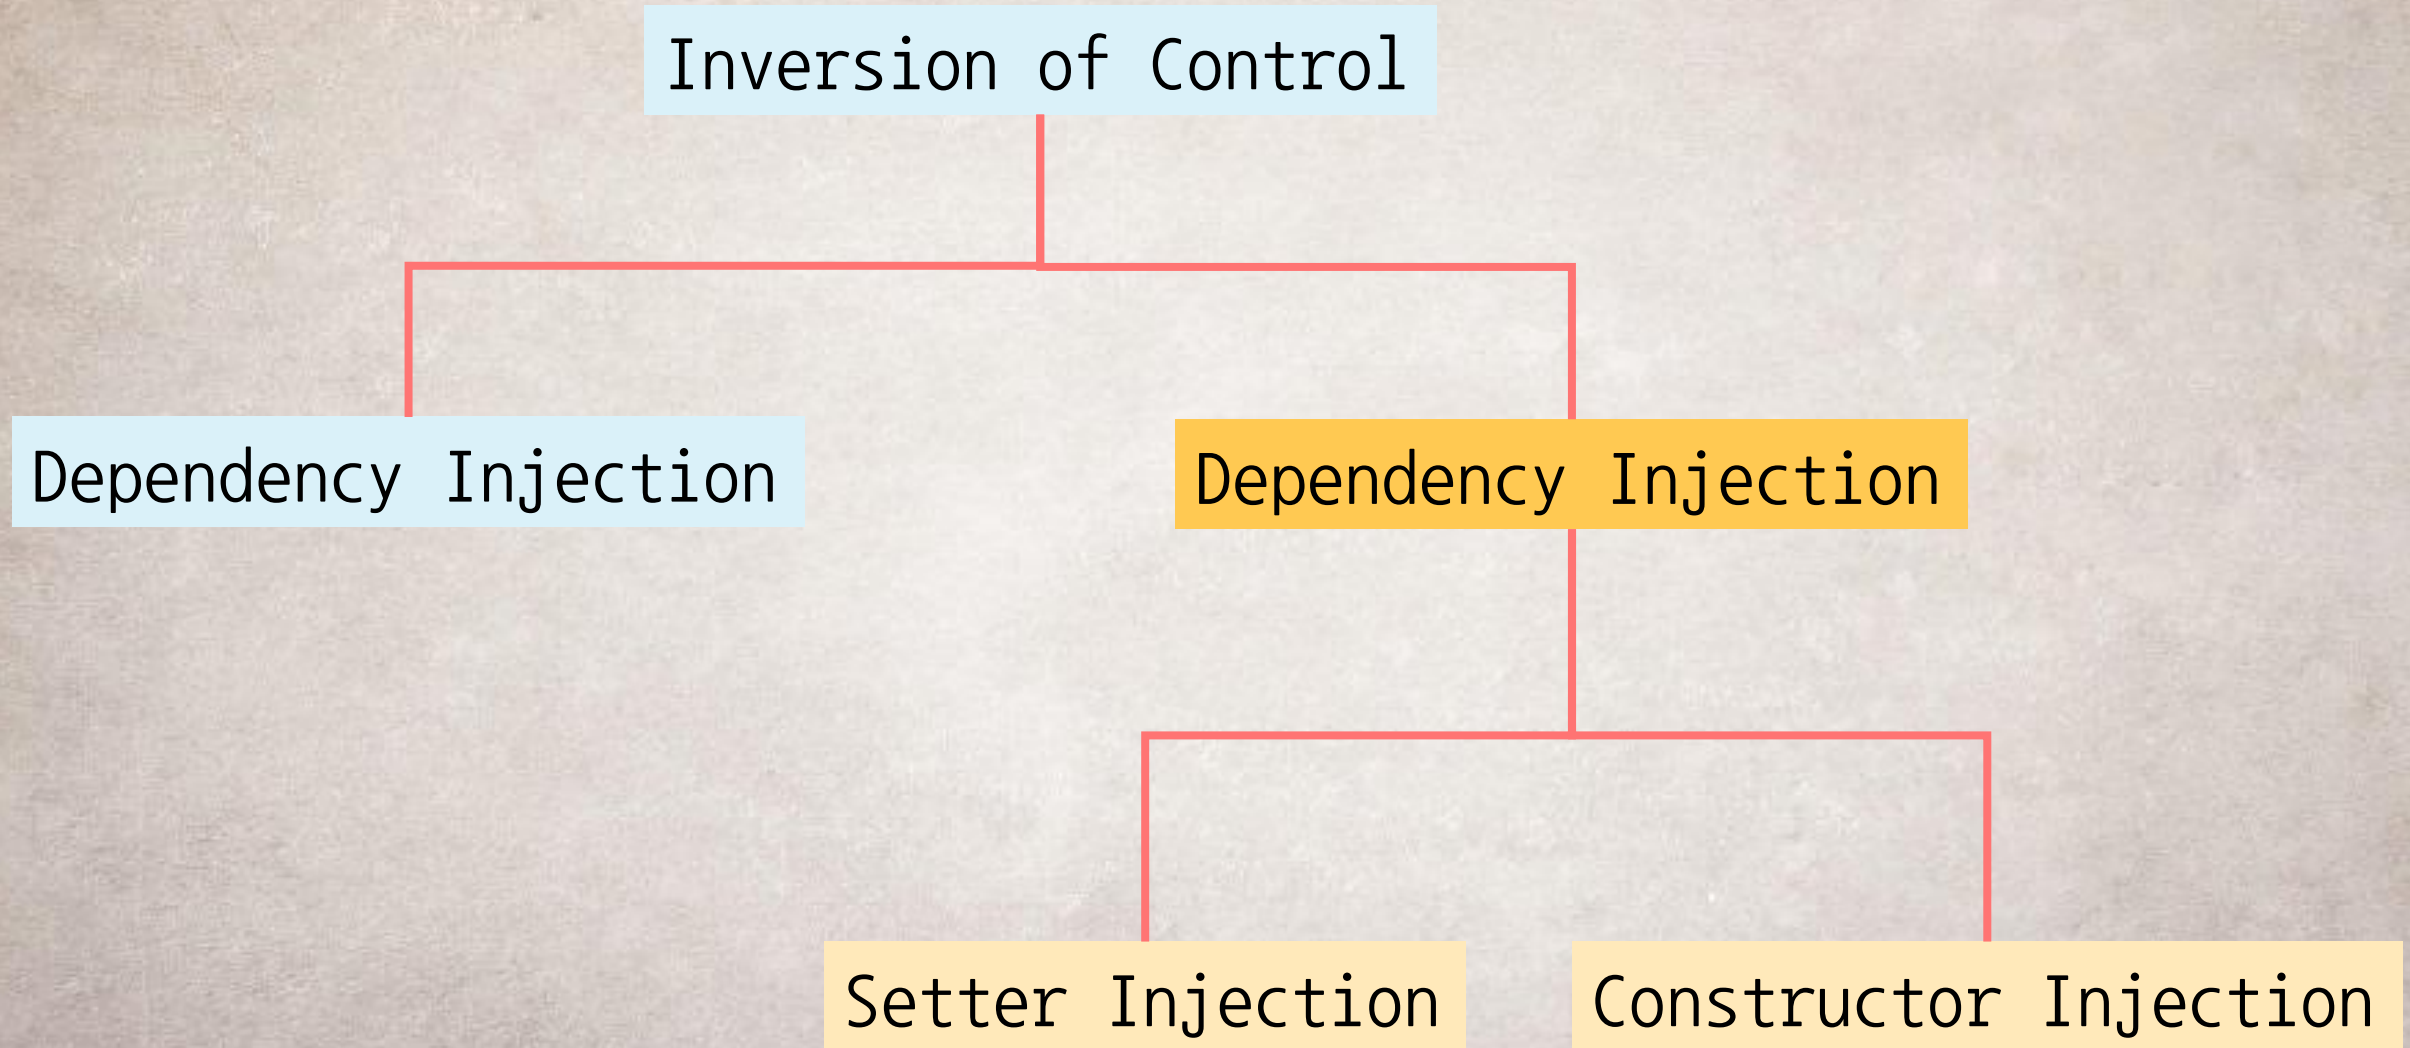 Inversion of Control
Dependency Injection
Dependency Injection
Setter Injection
Constructor Injection